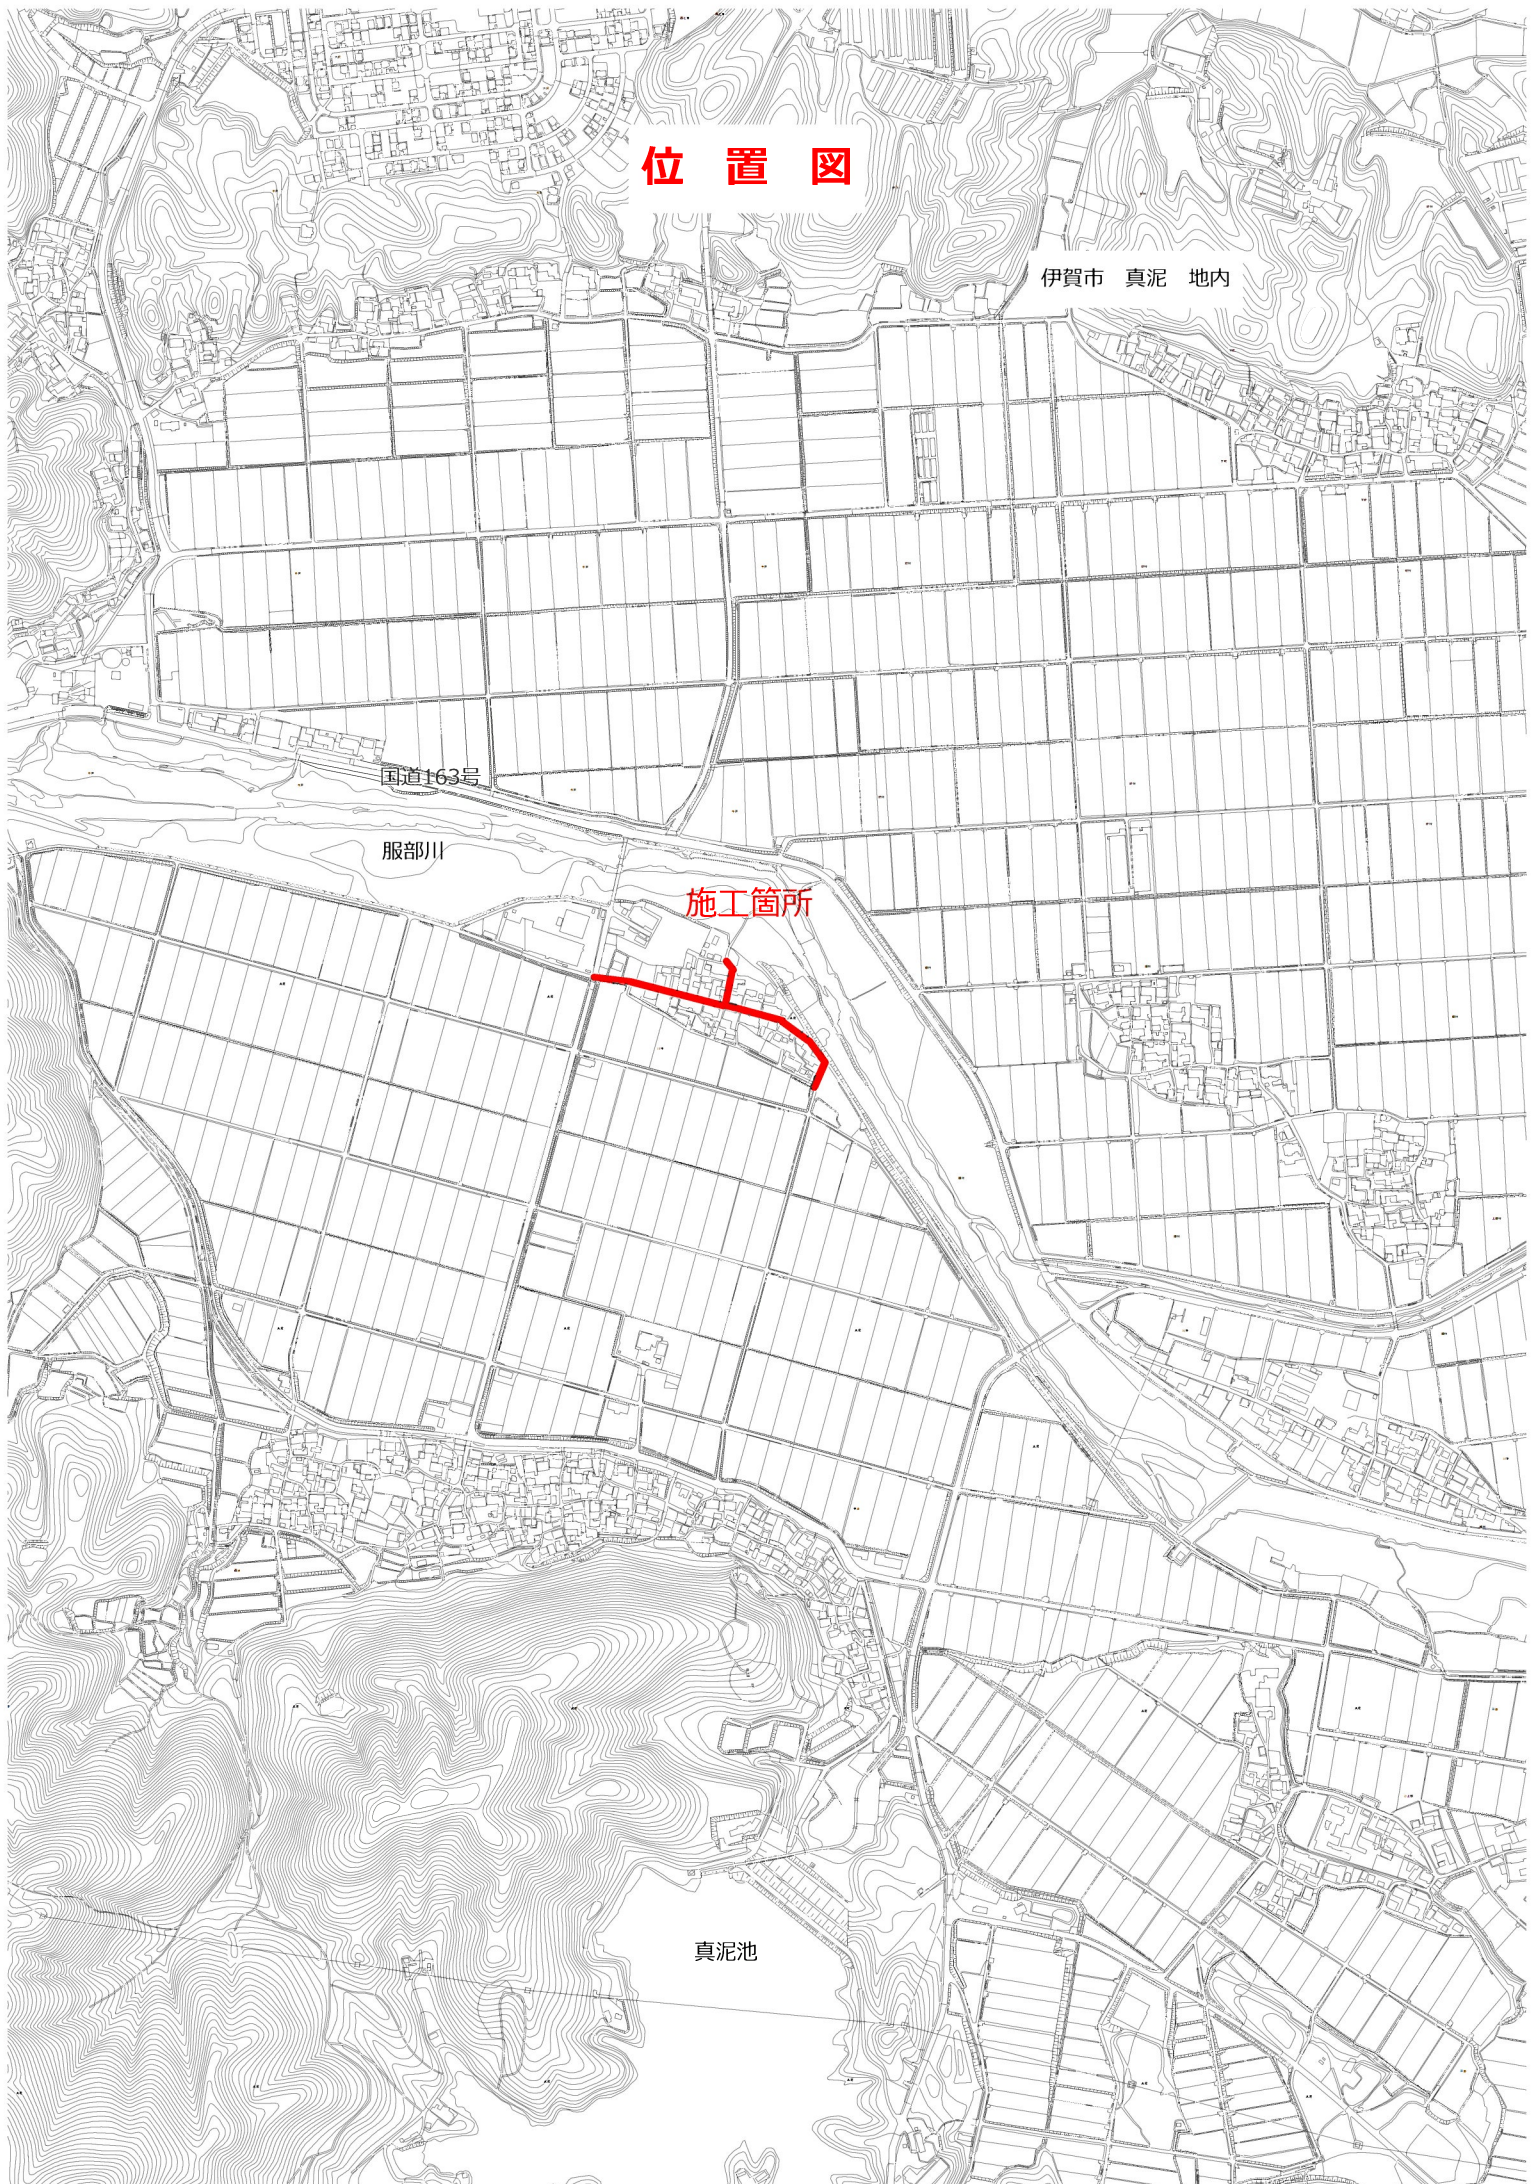 位　置　図
伊賀市　真泥　地内
国道163号
服部川
施工箇所
真泥池